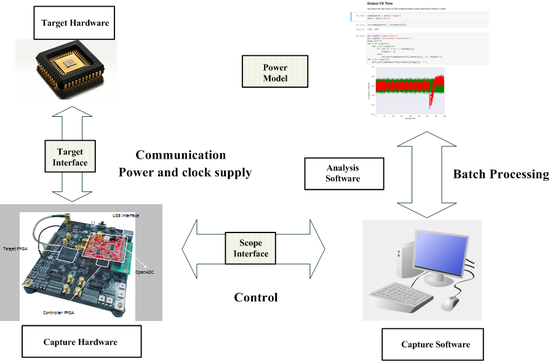 Target Hardware
Output VS Time
Power
Model
Target
Interface
Communication
Power and clock supply
Analysis
Software
Batch Processing
USB interface
Target FPGA
OpenADC
Controler FPGA
Scope
Interface
Control
Capture Hardware
Capture Software